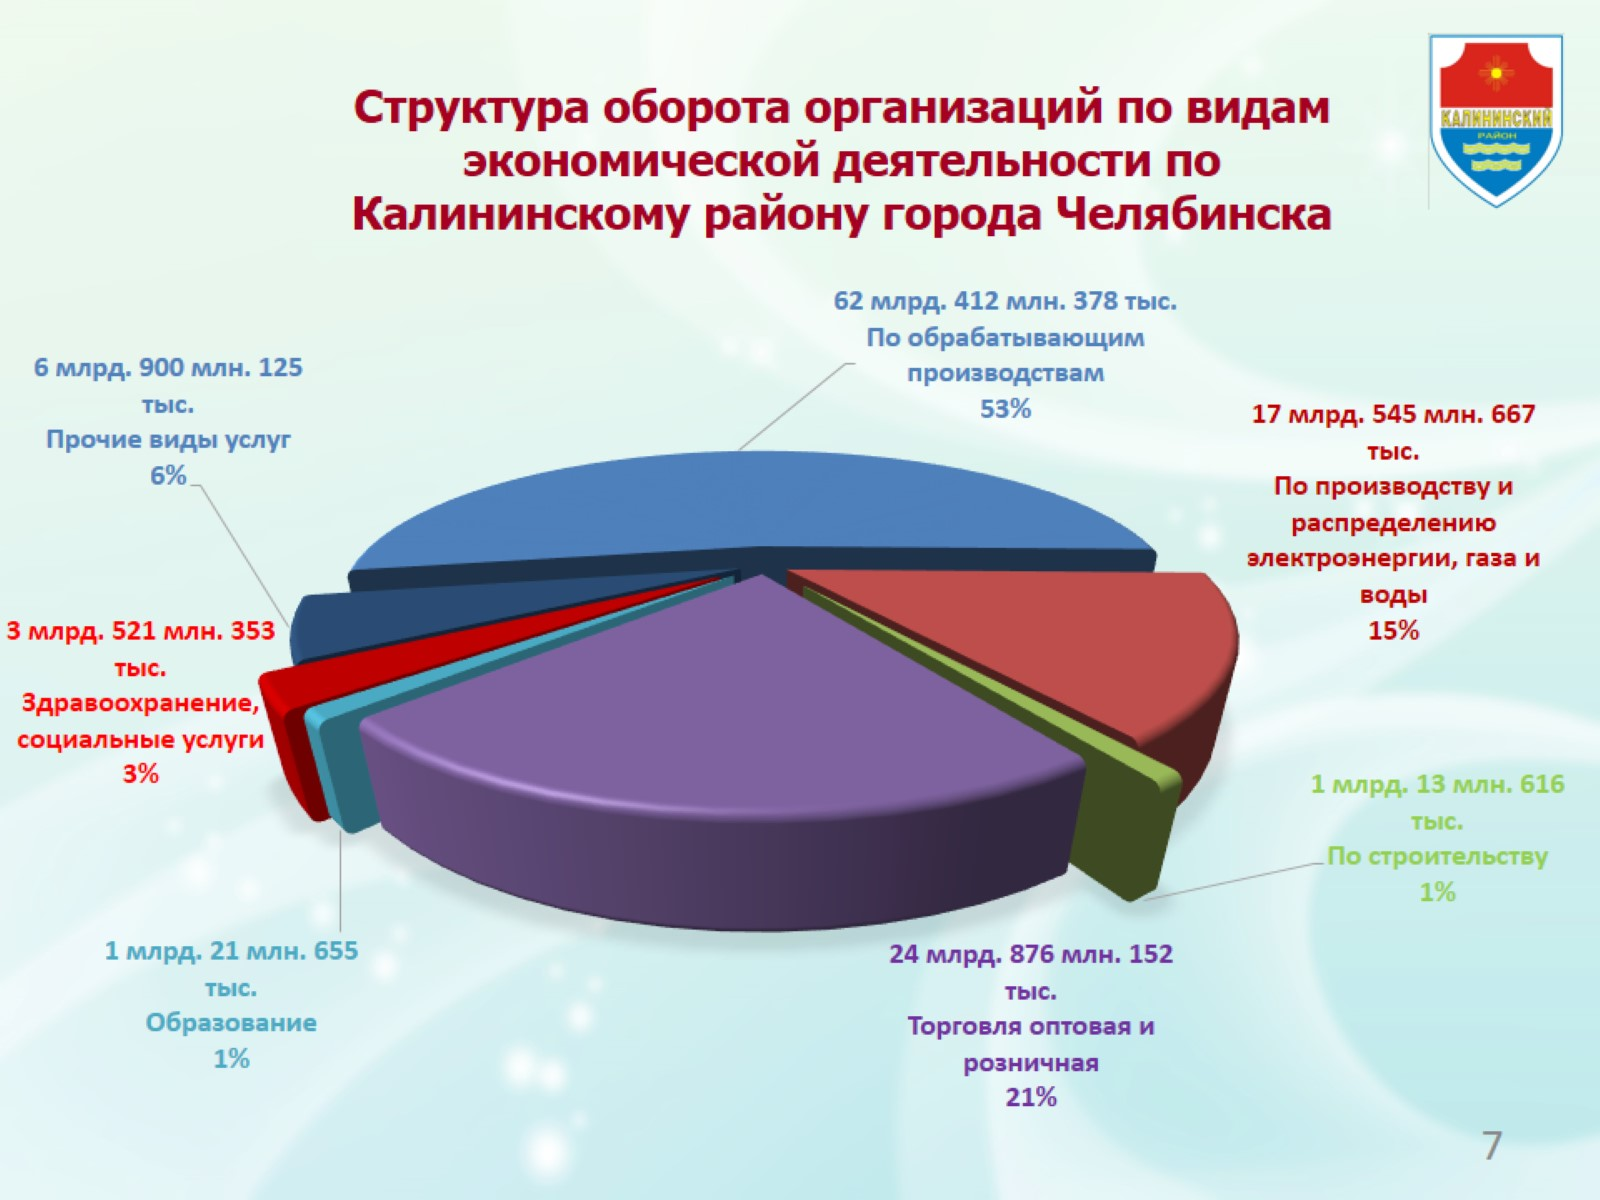 Структура оборота организаций по видам
экономической деятельности по
Калининскому району города Челябинска
КАЛИНИНСКИЙ
РАЙОН
62 млрд. 412 млн. 378 тыс.
По обрабатывающим
производствам
53%
6 млрд. 900 млн. 125
тыс.
Прочие виды услуг
6%
17 млрд. 545 млн. 667
тыс.
По производству и
распределению
электроэнергии, газа и
воды
15%
3 млрд. 521 млн. 353
тыс.
Здравоохранение,
социальные услуги
3%
1 млрд. 13 млн. 616
тыс.
По строительству
1%
1 млрд. 21 млн. 655
тыс.
Образование
1%
24 млрд. 876 млн. 152
тыс.
Торговля оптовая и
розничная
21%
7